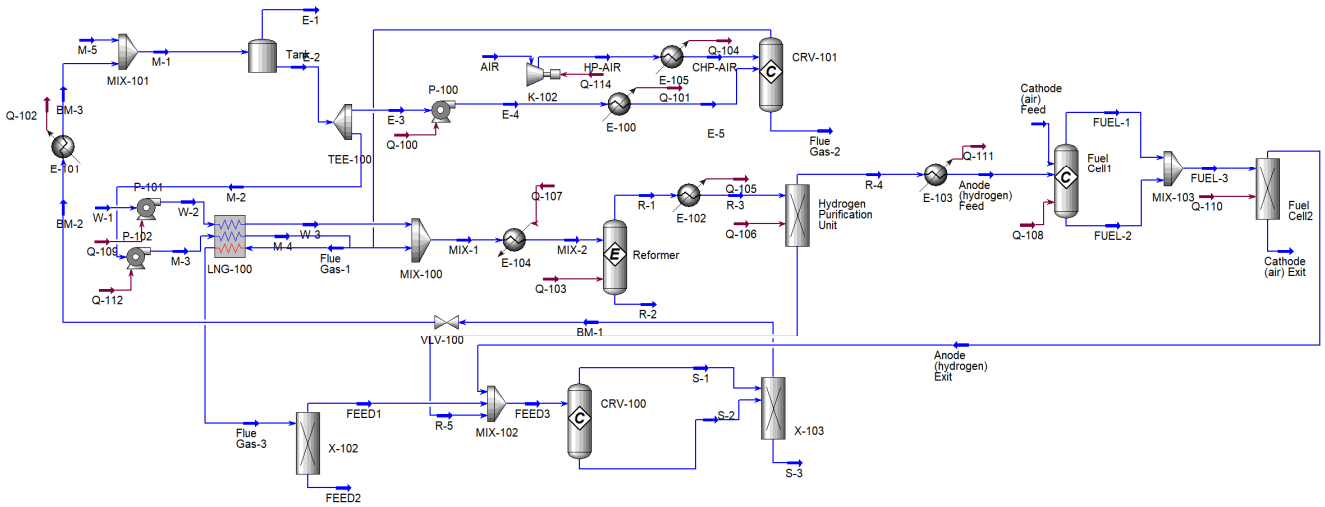 E-1
M-5
M-1
MIX-101
Tank
E-2
AIR
HP-AIR
Q-104
CHP-AIR
E-105
Q-114
K-102
CRV-101
P-100
E-3
E-4
Q-101
E-100
E-5
Q-100
TEE-100
Flue
Gas-2
Q-102
BM-3
E-101
BM-2
M-2
P-101
W-1
W-2
P-102
Q-109
M-3
Q-112
W-3
M-4
LNG-100
Flue
Gas-1
MIX-100
MIX-1
Q-107
E-104
MIX-2
Q-103
Reformer
R-1
R-2
Q-105
R-3
E-102
Q-106
Hydrogen
Purification
Unit
R-4
Q-111
E-103
Anode
(hydrogen)
Feed
Cathode
(air)
Feed
FUEL-1
Fuel
Cell1
Q-108
FUEL-2
MIX-103
FUEL-3
Q-110
Fuel
Cell2
Cathode
(air) Exit
VLV-100
BM-1
Anode
(hydrogen)
Exit
Flue
Gas-3
X-102
FEED1
FEED2
R-5
MIX-102
FEED3
CRV-100
S-1
S-2
X-103
S-3